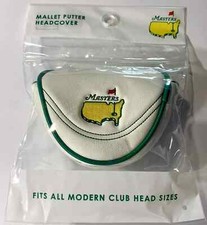 MALLET PUTTER
HEADCOVER
MASTERS
MASTERS
FITS ALL MODERN CLUB HEAD SIZES